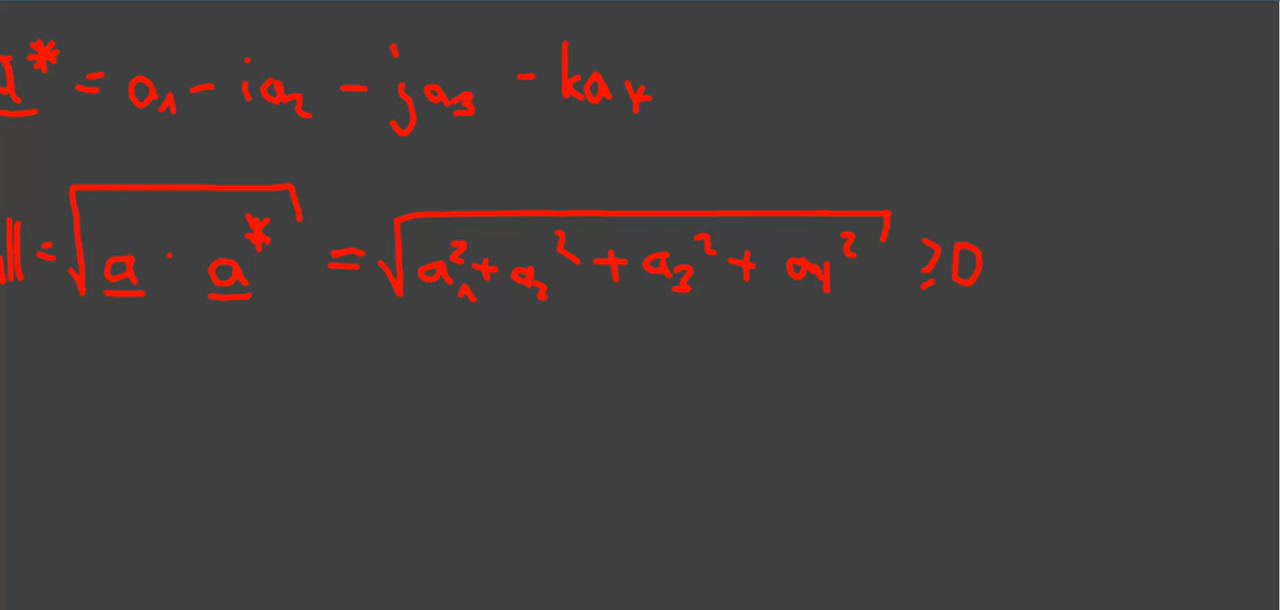 a* = a₁ - ia₂ - ja₃ - ka₄
|| = √(a · a*) = √(a₁² + a₂² + a₃² + a₄²) ≥ 0